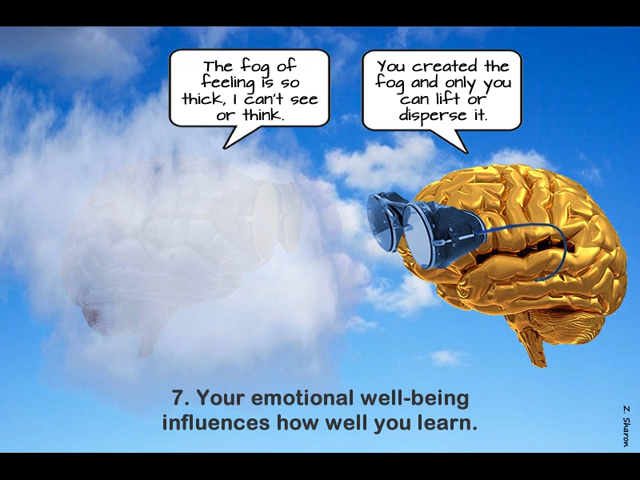 The fog of
feeling is so
thick, I can't see
or think.
You created the
fog and only you
can lift or
disperse it.
7. Your emotional well-being
influences how well you learn.
Z. Sharon